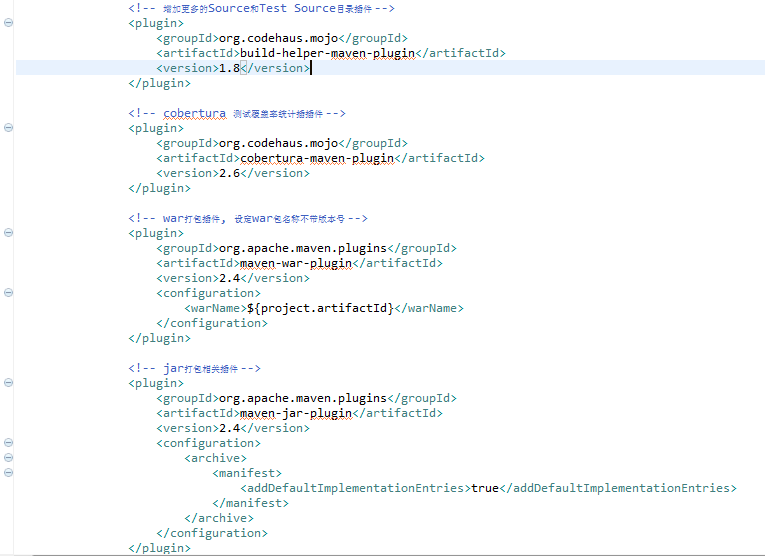 <!-- 增加更多的Source和Test Source目录插件 -->
<plugin>
<groupId>org.codehaus.mojo</groupId>
<artifactId>build-helper-maven-plugin</artifactId>
<version>1.8</version>
</plugin>
<!-- cobertura 测试覆盖率统计插插件 -->
<plugin>
<groupId>org.codehaus.mojo</groupId>
<artifactId>cobertura-maven-plugin</artifactId>
<version>2.6</version>
</plugin>
<!-- war打包插件, 设定war包名称不带版本号 -->
<plugin>
<groupId>org.apache.maven.plugins</groupId>
<artifactId>maven-war-plugin</artifactId>
<version>2.4</version>
<configuration>
<warName>${project.artifactId}</warName>
</configuration>
</plugin>
<!-- jar打包相关插件 -->
<plugin>
<groupId>org.apache.maven.plugins</groupId>
<artifactId>maven-jar-plugin</artifactId>
<version>2.4</version>
<configuration>
<archive>
<manifest>
<addDefaultImplementationEntries>true</addDefaultImplementationEntries>
</manifest>
</archive>
</configuration>
</plugin>